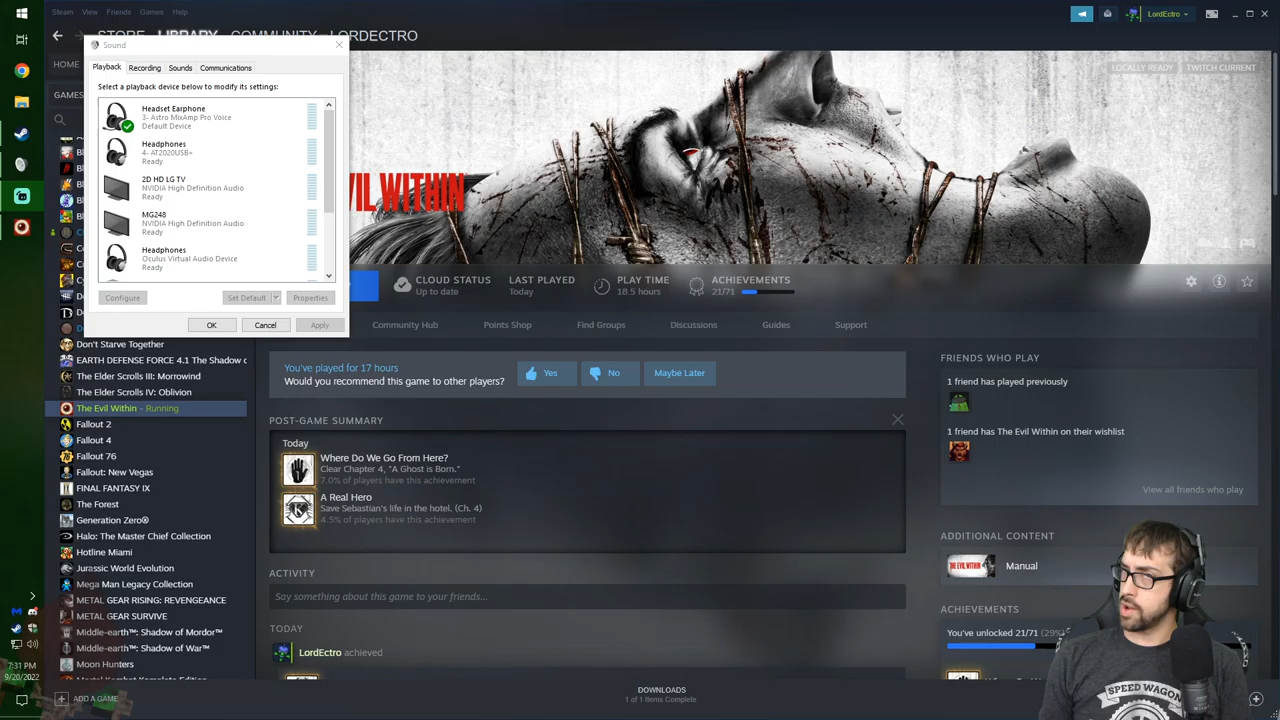 Steam View Friends Games Help
LordEctro
STORE LIBRARY COMMUNITY LORDECTRO
Sound
HOME
LOCALLY READY TWITCH CURRENT
Playback Recording Sounds Communications
Select a playback device below to modify its settings:
GAMES
Headset Earphone
3- Astro MixAmp Pro Voice
Default Device
Headphones
4- AT2020USB+
Ready
2D HD LG TV
NVIDIA High Definition Audio
Ready
MG248
NVIDIA High Definition Audio
Ready
Headphones
Oculus Virtual Audio Device
Ready
EVIL WITHIN
Configure Set Default Properties
OK Cancel Apply
CLOUD STATUS
Up to date
LAST PLAYED
Today
PLAY TIME
18.5 hours
ACHIEVEMENTS
21/71
Community Hub Points Shop Find Groups Discussions Guides Support
Don't Starve Together
EARTH DEFENSE FORCE 4.1 The Shadow o
The Elder Scrolls III: Morrowind
The Elder Scrolls IV: Oblivion
The Evil Within - Running
Fallout 2
Fallout 4
Fallout 76
Fallout: New Vegas
FINAL FANTASY IX
The Forest
Generation Zero®
Halo: The Master Chief Collection
Hotline Miami
Jurassic World Evolution
Mega Man Legacy Collection
METAL GEAR RISING: REVENGEANCE
METAL GEAR SURVIVE
Middle-earth™: Shadow of Mordor™
Middle-earth™: Shadow of War™
Moon Hunters
Mortal Kombat Komplete Edition
You've played for 17 hours
Would you recommend this game to other players?
Yes No Maybe Later
POST-GAME SUMMARY
Today
Where Do We Go From Here?
Clear Chapter 4, "A Ghost is Born."
7.0% of players have this achievement
A Real Hero
Save Sebastian's life in the hotel. (Ch. 4)
4.5% of players have this achievement
ACTIVITY
Say something about this game to your friends...
TODAY
LordEctro achieved
FRIENDS WHO PLAY
1 friend has played previously
1 friend has The Evil Within on their wishlist
View all friends who play
ADDITIONAL CONTENT
THE EVIL WITHIN
Manual
ACHIEVEMENTS
You've unlocked 21/71 (29%
SPEED WAGON
7:31 PM
9/20/2022
ADD A GAME
DOWNLOADS
1 of 1 Items Complete